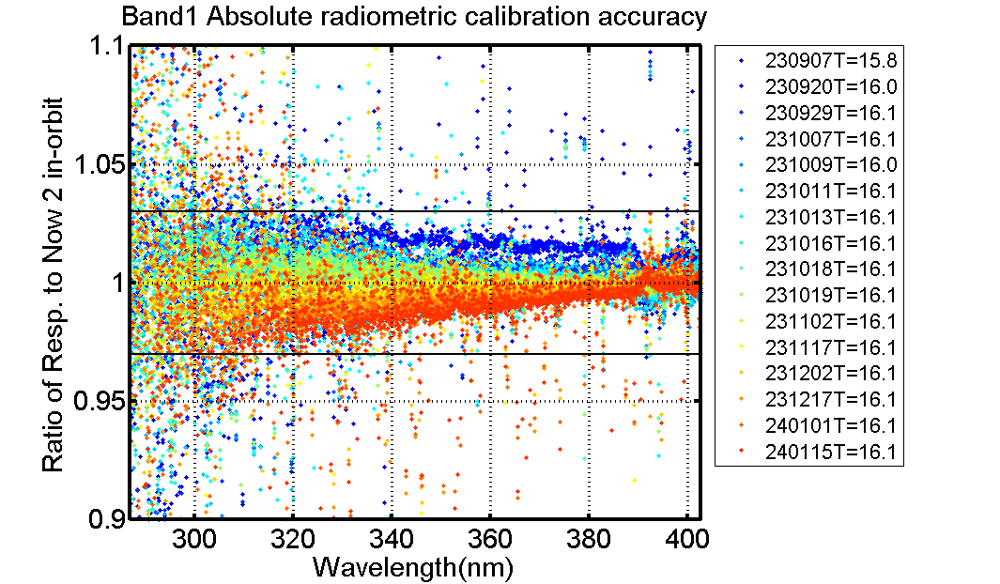 Band1 Absolute radiometric calibration accuracy
Ratio of Resp. to Now 2 in-orbit
1.1
1.05
1
0.95
0.9
300 320 340 360 380 400
Wavelength(nm)
230907T=15.8
230920T=16.0
230929T=16.1
231007T=16.1
231009T=16.0
231011T=16.1
231013T=16.1
231016T=16.1
231018T=16.1
231019T=16.1
231102T=16.1
231117T=16.1
231202T=16.1
231217T=16.1
240101T=16.1
240115T=16.1